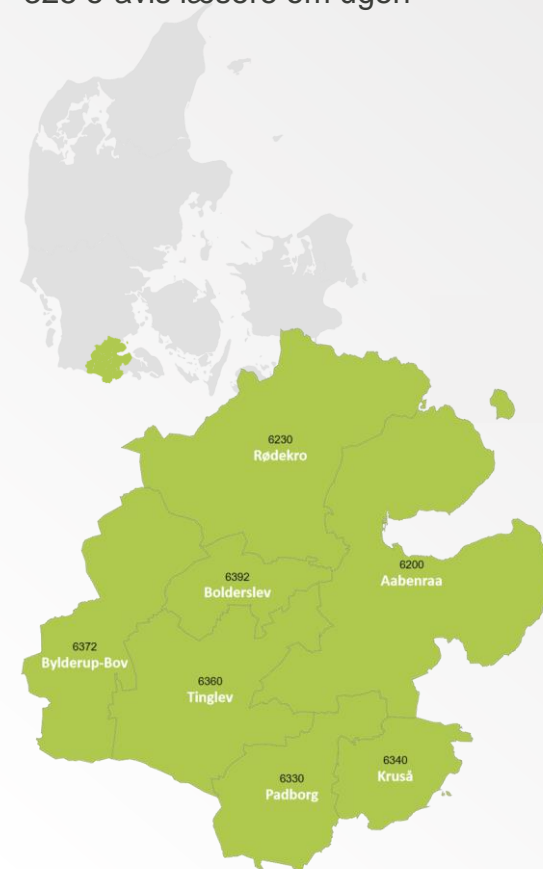 6230
Rødekro
6200
Aabenraa
6392
Bolderslev
6372
Bylderup-Bov
6360
Tinglev
6340
Kruså
6330
Padborg